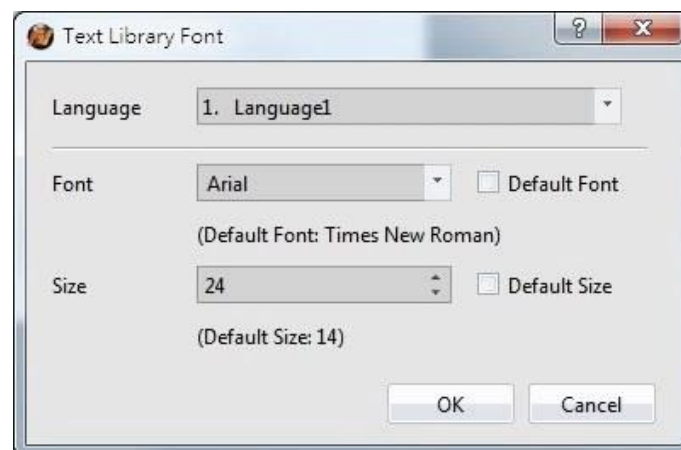 Text Library Font
Language 1. Language1
Font Arial Default Font
(Default Font: Times New Roman)
Size 24 Default Size
(Default Size: 14)
OK Cancel